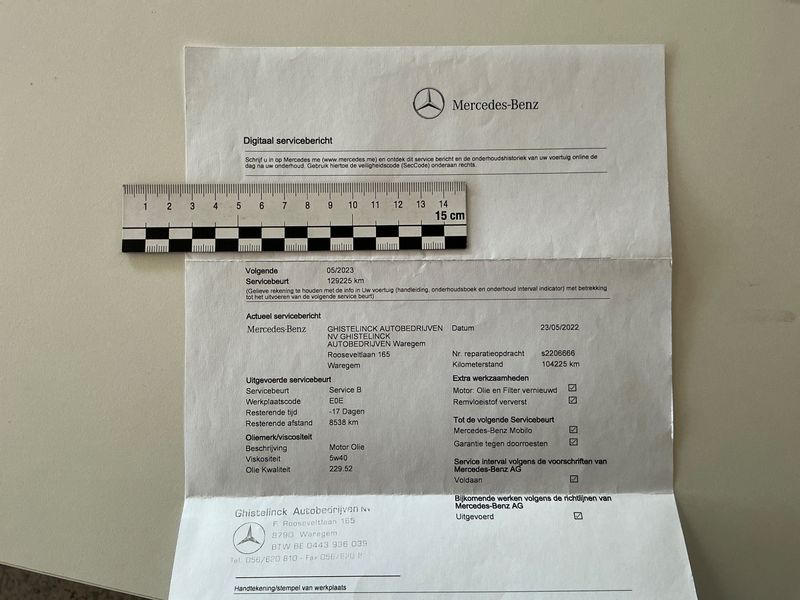 Mercedes-Benz
Digitaal servicebericht
Schrijf u in op Mercedes me (www.mercedes.me) en ontdek dit service bericht en de onderhoudshistoriek van uw voertuig online de
dag na uw onderhoud. Gebruik hiertoe de veiligheidscode (SecCode) onderaan rechts.
1 2 3 4 5 6 7 8 9 10 11 12 13 14
15 cm
Volgende 05/2023
Servicebeurt 129225 km
(Gelieve rekening te houden met de info in Uw voertuig (handleiding, onderhoudsboek en onderhoud interval indicator) met betrekking
tot het uitvoeren van de volgende service beurt)
Actueel servicebericht
Mercedes-Benz GHISTELINCK AUTOBEDRIJVEN Datum 23/05/2022
NV GHISTELINCK
AUTOBEDRIJVEN Waregem
Rooseveltlaan 165 Nr. reparatieopdracht s2206666
Waregem Kilometerstand 104225 km
Uitgevoerde servicebeurt Extra werkzaamheden
Servicebeurt Service B Motor: Olie en Filter vernieuwd
Werkplaatscode E0E Remvloeistof ververst
Resterende tijd -17 Dagen
Resterende afstand 8538 km Tot de volgende Servicebeurt
Mercedes-Benz Mobilo
Oliemerk/viscositeit Garantie tegen doorroesten
Beschrijving Motor Olie
Viskositeit 5w40 Service interval volgens de voorschriften van
Olie Kwaliteit 229.52 Mercedes-Benz AG
Voldaan
Bijkomende werken volgens de richtlijnen van
Mercedes-Benz AG
Uitgevoerd
Ghistelinck Autobedrijven NV
F. Rooseveltlaan 165
8790 Waregem
BTW BE 0443 936 039
Tel. 056/620 810 - Fax 056/620
Handtekening/stempel van werkplaats